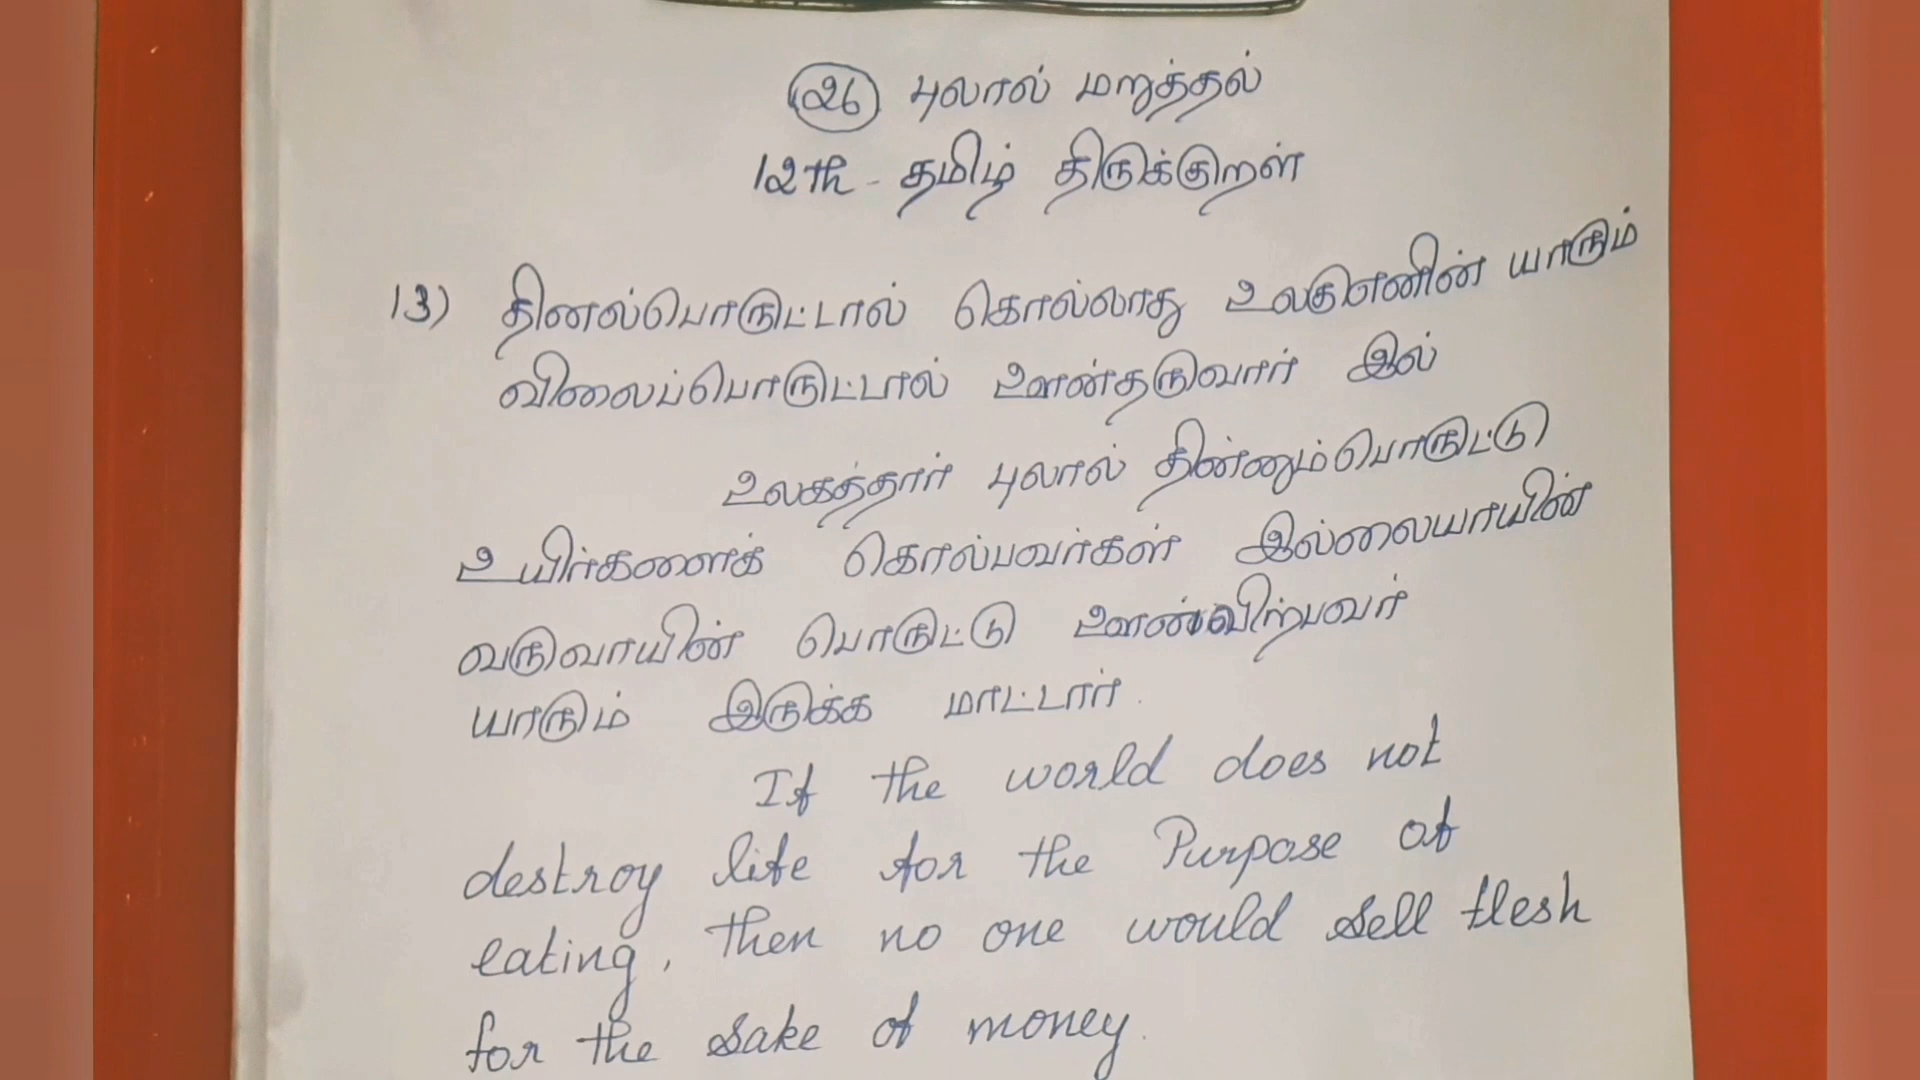 26 புலால் மறுத்தல்
12th - தமிழ் திருக்குறள்
13) தினல்பொருட்டால் கொல்லாது உலகுஎனின் யாரும்
விலைப்பொருட்டால் ஊன்தருவார் இல்
உலகத்தார் புலால் தின்னும்பொருட்டு
உயிர்களைக் கொல்பவர்கள் இல்லையாயின்
வருவாயின் பொருட்டு ஊன்விற்பவர்
யாரும் இருக்க மாட்டார்.
If the world does not
destroy life for the Purpose of
eating, then no one would sell flesh
for the sake of money.